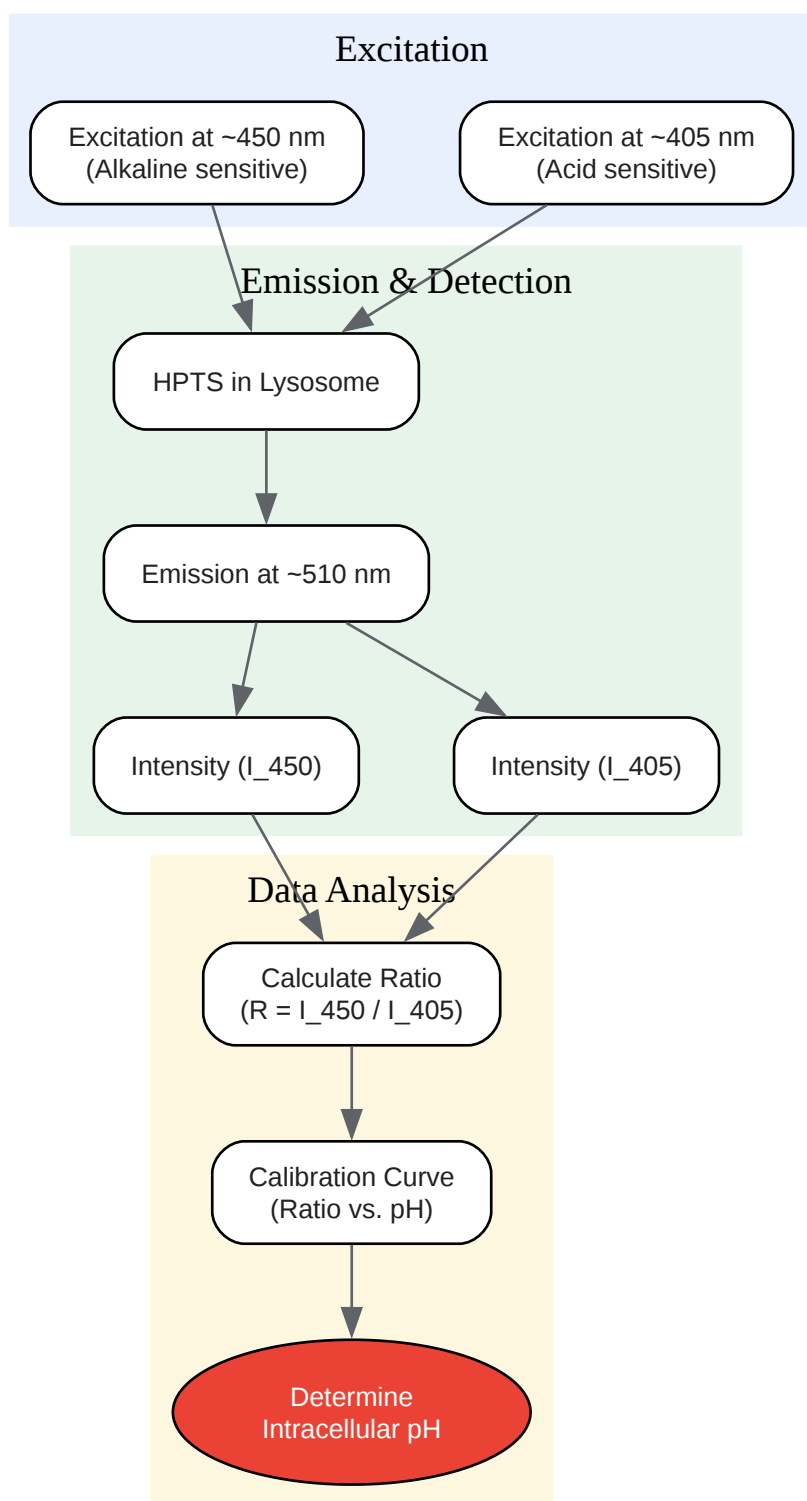 Excitation
Excitation at ~450 nm
(Alkaline sensitive)
Excitation at ~405 nm
(Acid sensitive)
Emission & Detection
HPTS in Lysosome
Emission at ~510 nm
Intensity (I_450)
Intensity (I_405)
Data Analysis
Calculate Ratio
(R = I_450 / I_405)
Calibration Curve
(Ratio vs. pH)
Determine
Intracellular pH